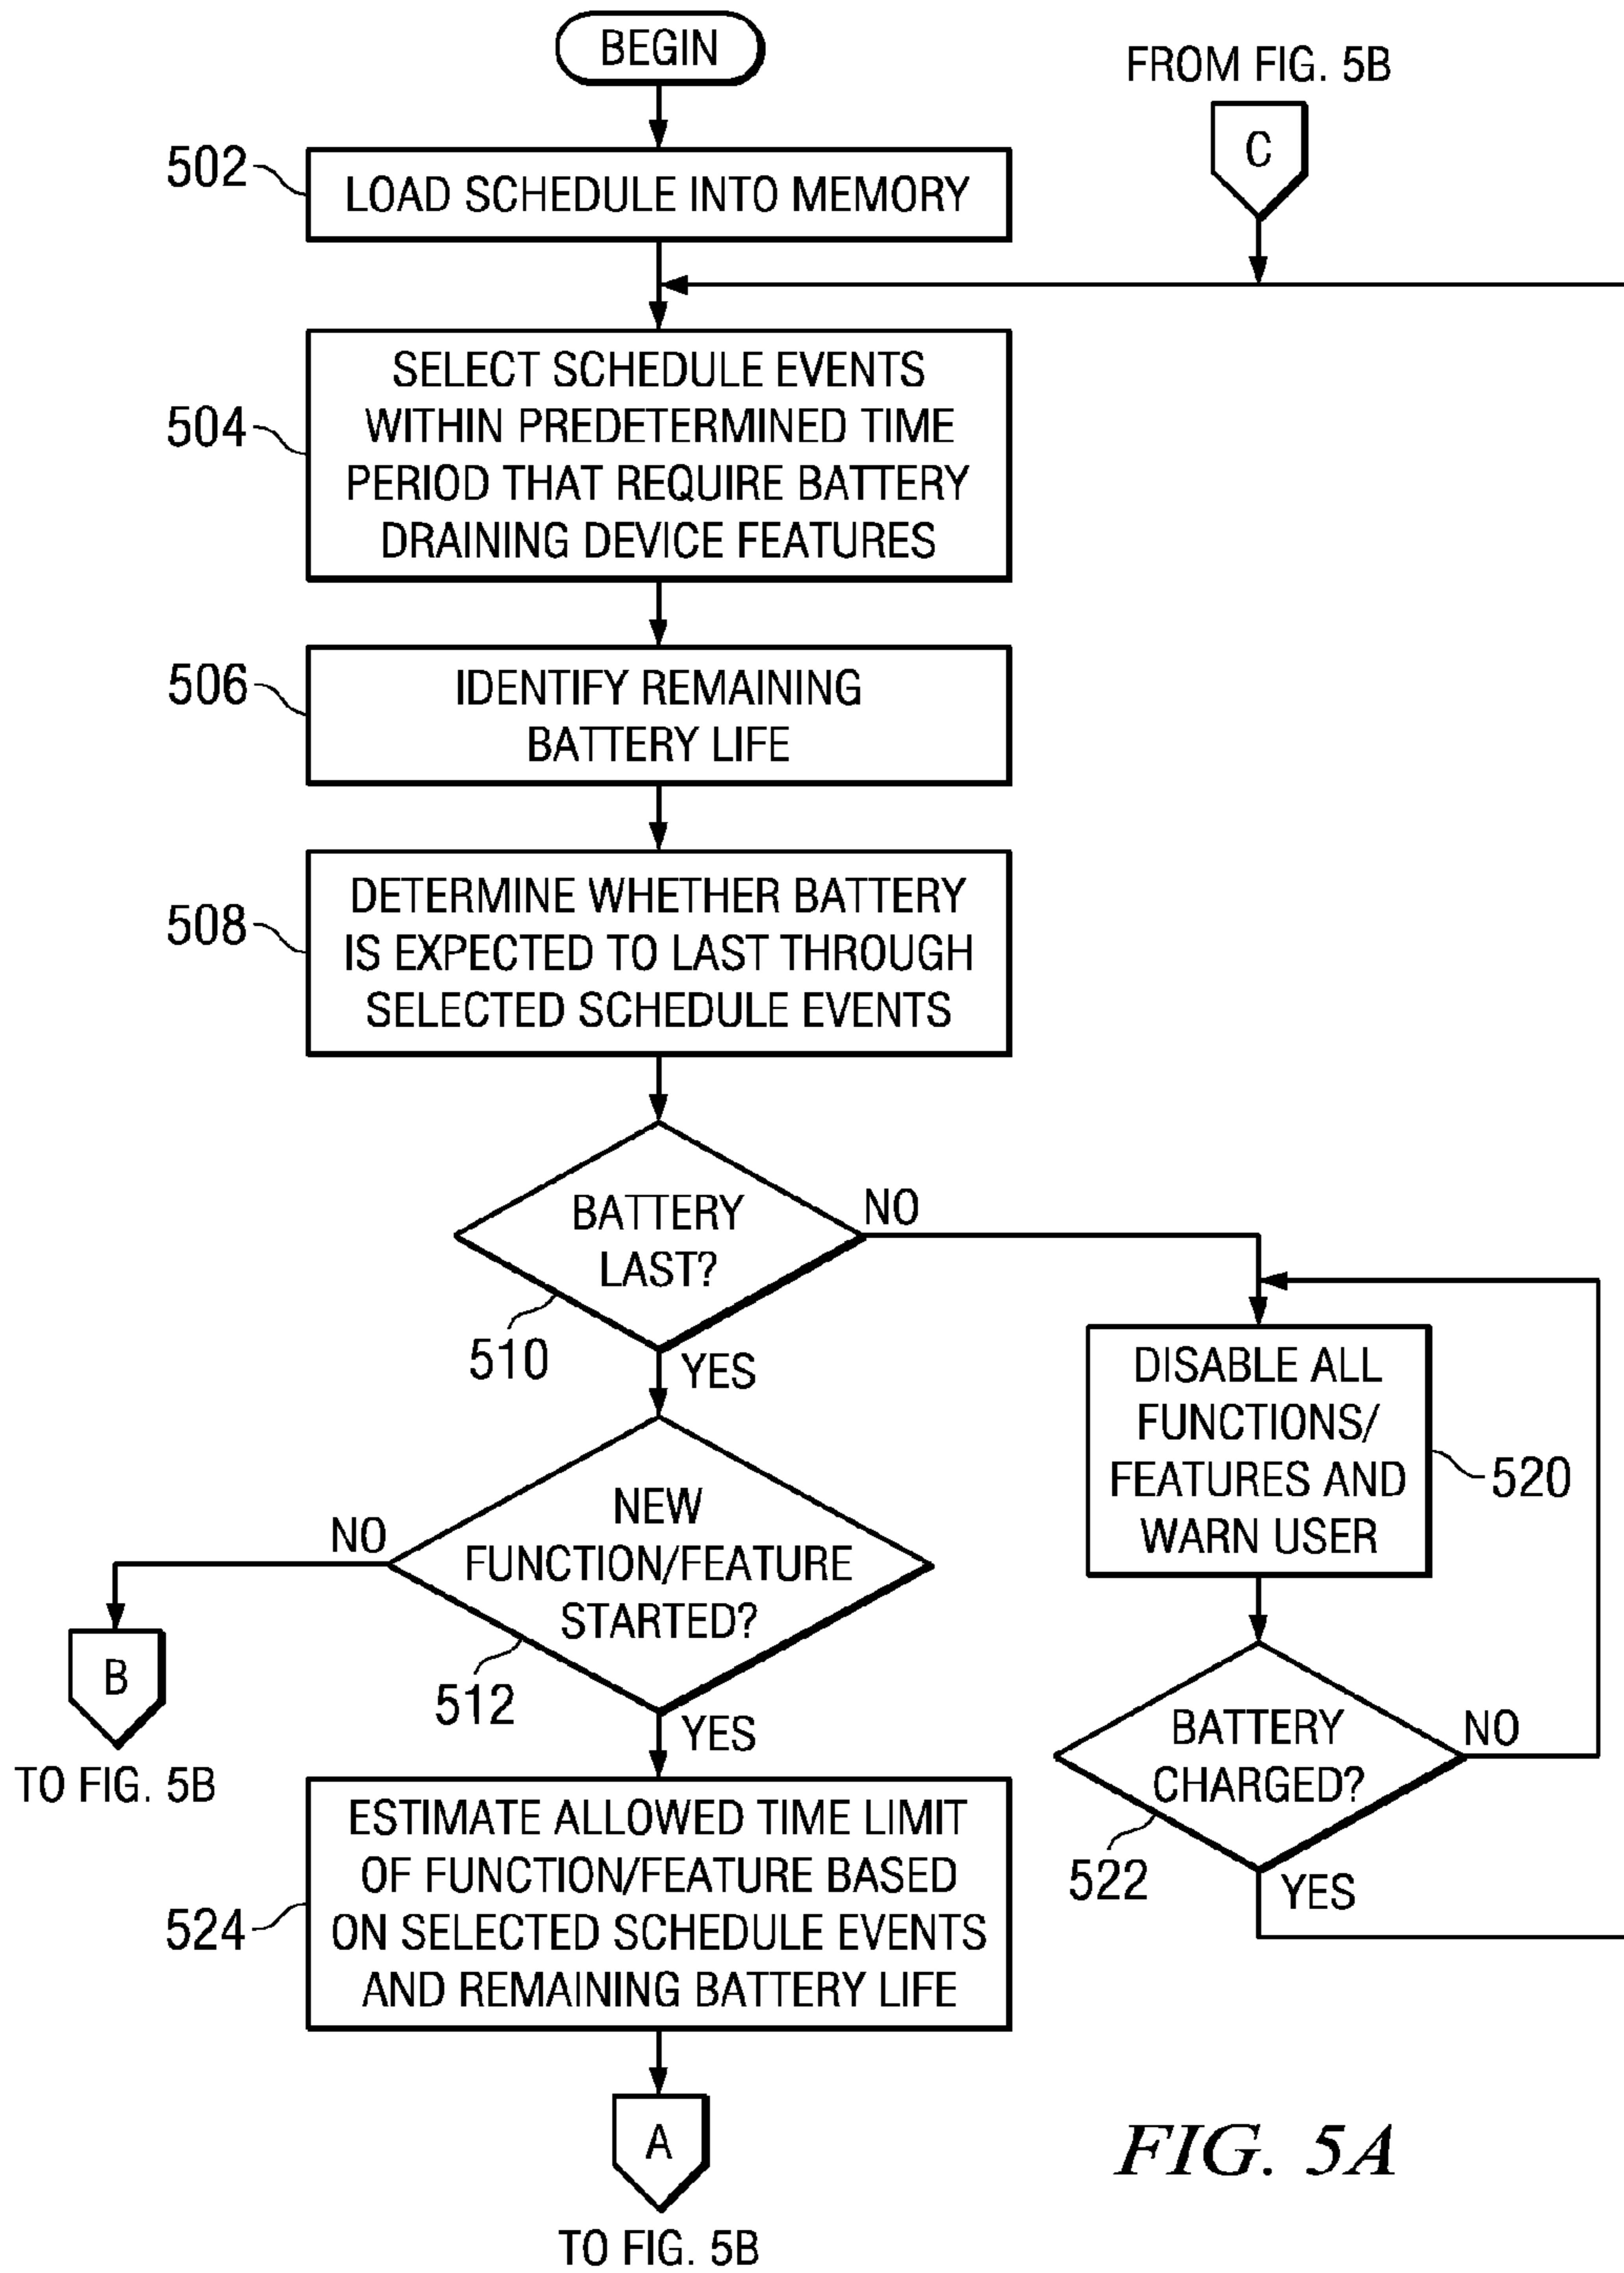 BEGIN
FROM FIG. 5B
C
502
LOAD SCHEDULE INTO MEMORY
504
SELECT SCHEDULE EVENTS
WITHIN PREDETERMINED TIME
PERIOD THAT REQUIRE BATTERY
DRAINING DEVICE FEATURES
506
IDENTIFY REMAINING
BATTERY LIFE
508
DETERMINE WHETHER BATTERY
IS EXPECTED TO LAST THROUGH
SELECTED SCHEDULE EVENTS
BATTERY
LAST?
NO
510
YES
DISABLE ALL
FUNCTIONS/
FEATURES AND
WARN USER
520
NEW
FUNCTION/FEATURE
STARTED?
NO
512
YES
B
TO FIG. 5B
BATTERY
CHARGED?
NO
522
YES
524
ESTIMATE ALLOWED TIME LIMIT
OF FUNCTION/FEATURE BASED
ON SELECTED SCHEDULE EVENTS
AND REMAINING BATTERY LIFE
A
TO FIG. 5B
FIG. 5A